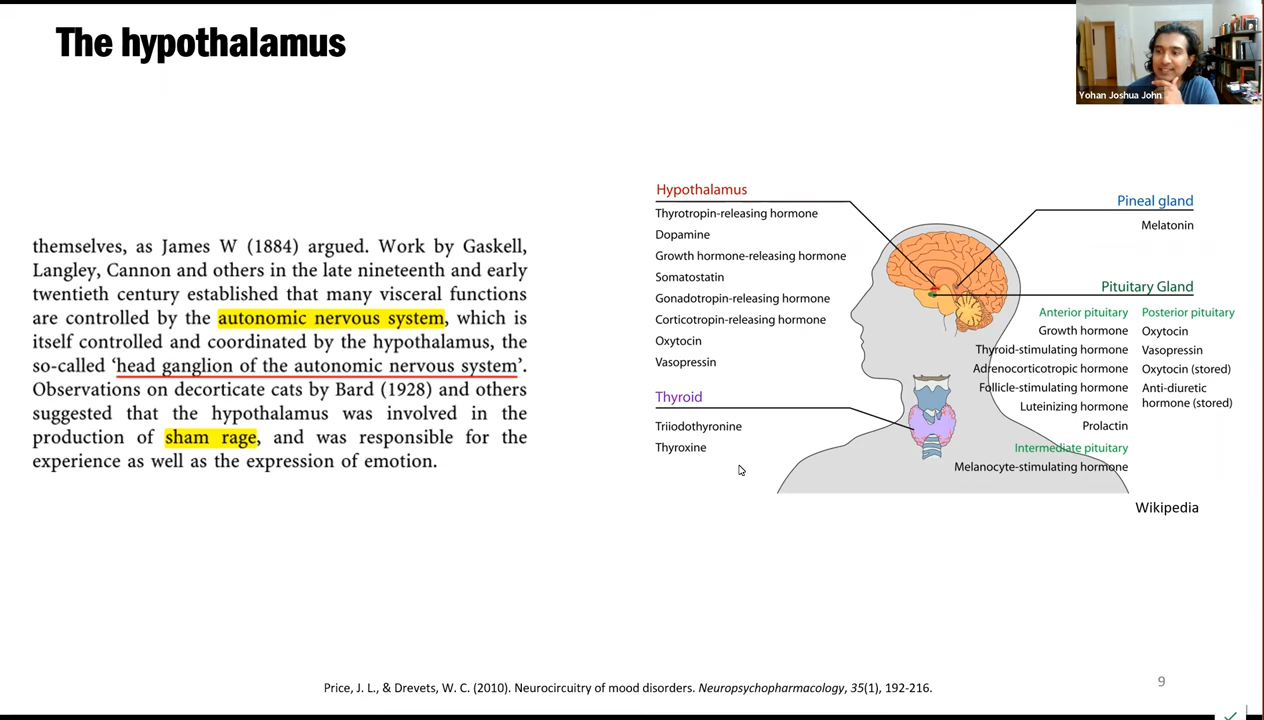 The hypothalamus
Yohan Joshua John
themselves, as James W (1884) argued. Work by Gaskell,
Langley, Cannon and others in the late nineteenth and early
twentieth century established that many visceral functions
are controlled by the autonomic nervous system, which is
itself controlled and coordinated by the hypothalamus, the
so-called ‘head ganglion of the autonomic nervous system’.
Observations on decorticate cats by Bard (1928) and others
suggested that the hypothalamus was involved in the
production of sham rage, and was responsible for the
experience as well as the expression of emotion.
Hypothalamus
Thyrotropin-releasing hormone
Dopamine
Growth hormone-releasing hormone
Somatostatin
Gonadotropin-releasing hormone
Corticotropin-releasing hormone
Oxytocin
Vasopressin
Thyroid
Triiodothyronine
Thyroxine
Pineal gland
Melatonin
Pituitary Gland
Anterior pituitary
Growth hormone
Thyroid-stimulating hormone
Adrenocorticotropic hormone
Follicle-stimulating hormone
Luteinizing hormone
Prolactin
Intermediate pituitary
Melanocyte-stimulating hormone
Posterior pituitary
Oxytocin
Vasopressin
Oxytocin (stored)
Anti-diuretic
hormone (stored)
Wikipedia
Price, J. L., & Drevets, W. C. (2010). Neurocircuitry of mood disorders. Neuropsychopharmacology, 35(1), 192-216.
9